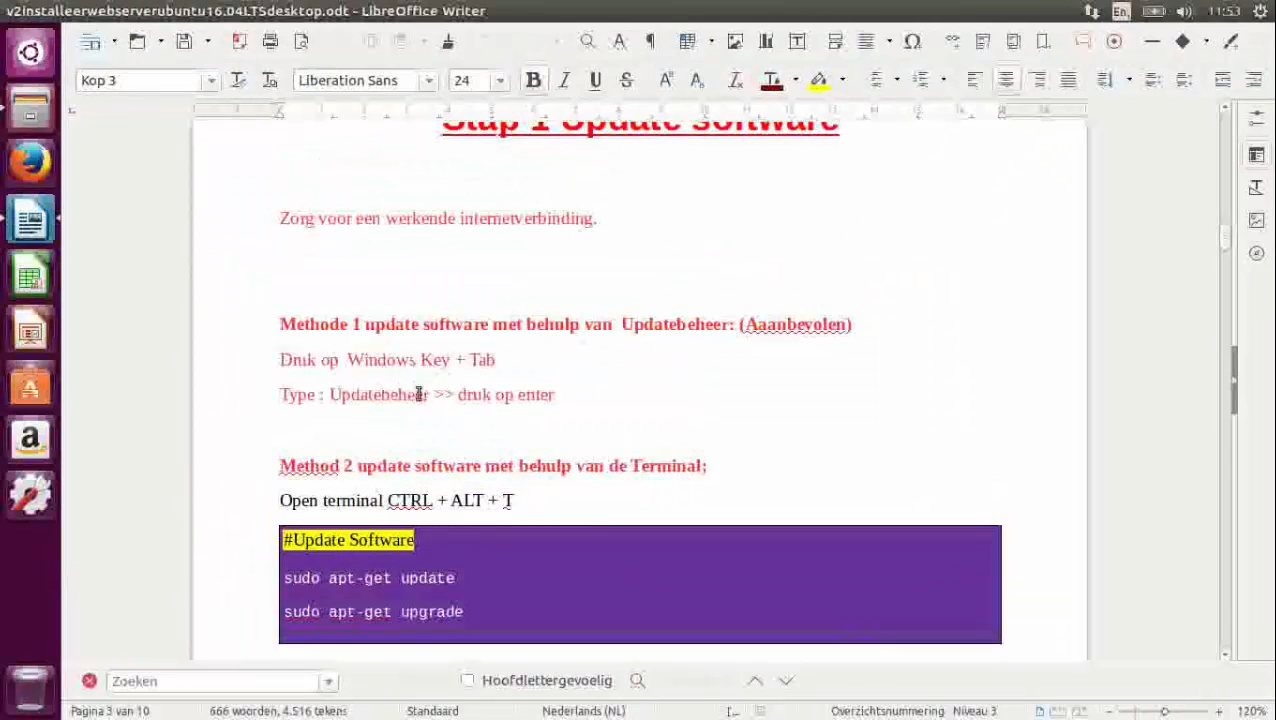 v2installeerwebserverubuntu16.04LTSdesktop.odt - LibreOffice Writer
En
11:53
Kop 3
Liberation Sans
24
Stap 1 Update software
Zorg voor een werkende internetverbinding.
Methode 1 update software met behulp van Updatebeheer: (Aaanbevolen)
Druk op Windows Key + Tab
Type : Updatebeheer >> druk op enter
Method 2 update software met behulp van de Terminal;
Open terminal CTRL + ALT + T
#Update Software
sudo apt-get update
sudo apt-get upgrade
Zoeken
Hoofdlettergevoelig
Pagina 3 van 10
666 woorden, 4.516 tekens
Standaard
Nederlands (NL)
Overzichtsnummering
Niveau 3
120%